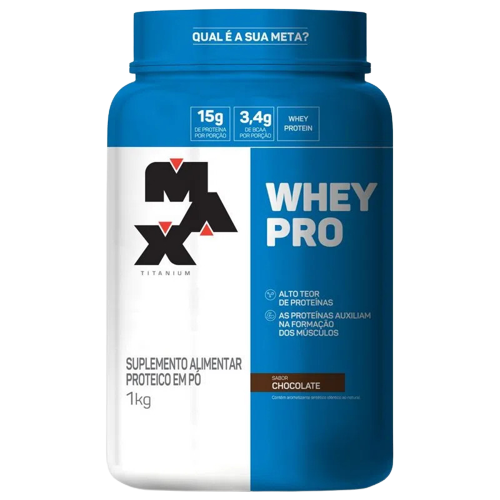 QUAL É A SUA META?
15g
DE PROTEÍNA
POR PORÇÃO
3,4g
DE BCAA
POR PORÇÃO
WHEY
PROTEIN
MAX
TITANIUM
WHEY
PRO
ALTO TEOR
DE PROTEÍNAS
AS PROTEÍNAS AUXILIAM
NA FORMAÇÃO
DOS MÚSCULOS
SUPLEMENTO ALIMENTAR
PROTEICO EM PÓ
1kg
SABOR
CHOCOLATE